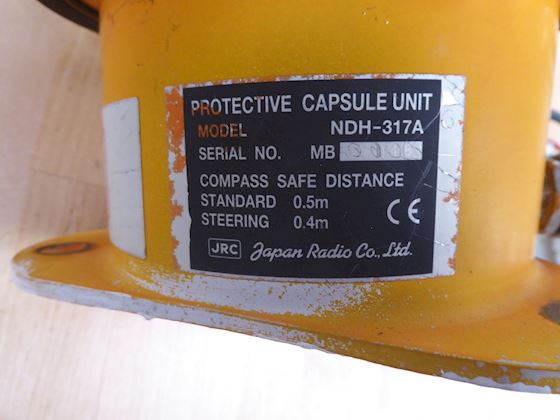 PROTECTIVE CAPSULE UNIT
MODEL NDH-317A
SERIAL NO. MB
COMPASS SAFE DISTANCE
STANDARD 0.5m
STEERING 0.4m
CE
JRC Japan Radio Co., Ltd.